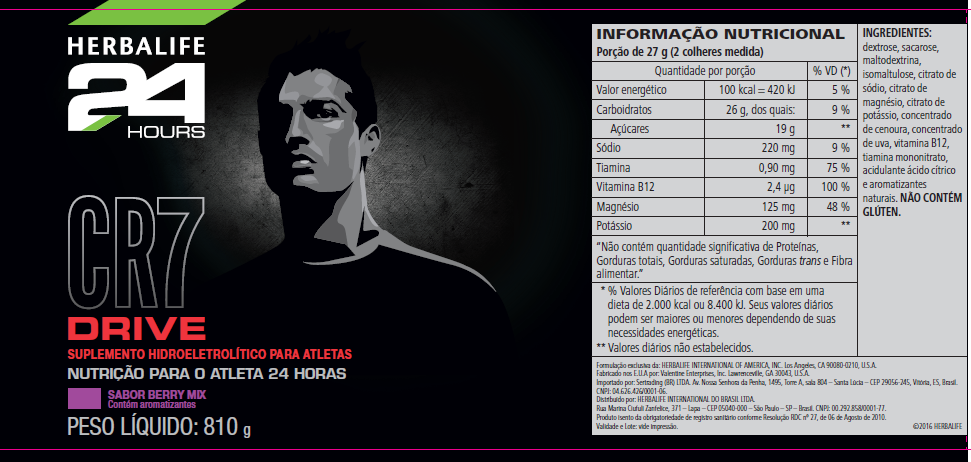 HERBALIFE
24
HOURS
CR7
DRIVE
SUPLEMENTO HIDROELETROLÍTICO PARA ATLETAS
NUTRIÇÃO PARA O ATLETA 24 HORAS
SABOR BERRY MIX
Contém aromatizantes
PESO LÍQUIDO: 810 g
INFORMAÇÃO NUTRICIONAL
Porção de 27 g (2 colheres medida)
Quantidade por porção % VD (*)
Valor energético 100 kcal = 420 kJ 5 %
Carboidratos 26 g, dos quais: 9 %
Açúcares 19 g **
Sódio 220 mg 9 %
Tiamina 0,90 mg 75 %
Vitamina B12 2,4 µg 100 %
Magnésio 125 mg 48 %
Potássio 200 mg **
“Não contém quantidade significativa de Proteínas,
Gorduras totais, Gorduras saturadas, Gorduras trans e Fibra
alimentar.”
* % Valores Diários de referência com base em uma
dieta de 2.000 kcal ou 8.400 kJ. Seus valores diários
podem ser maiores ou menores dependendo de suas
necessidades energéticas.
** Valores diários não estabelecidos.
INGREDIENTES:
dextrose, sacarose,
maltodextrina,
isomaltulose, citrato de
sódio, citrato de
magnésio, citrato de
potássio, concentrado
de cenoura, concentrado
de uva, vitamina B12,
tiamina mononitrato,
acidulante ácido cítrico
e aromatizantes
naturais. NÃO CONTÉM
GLÚTEN.
Formulação exclusiva da: HERBALIFE INTERNATIONAL OF AMERICA, INC. Los Angeles, CA 90080-0210, U.S.A.
Fabricado nos E.U.A por: Valentine Enterprises, Inc. Lawrenceville, GA 30043, U.S.A.
Importado por: Sertrading (BR) LTDA. Av. Nossa Senhora da Penha, 1495, Torre A, sala 804 – Santa Lúcia – CEP 29056-245, Vitória, ES, Brasil.
CNPJ: 04.626.426/0001-06.
Distribuído por: HERBALIFE INTERNATIONAL DO BRASIL LTDA.
Rua Marina Ciufuli Zanfelice, 371 – Lapa – CEP 05040-000 – São Paulo – SP – Brasil. CNPJ: 00.292.858/0001-77.
Produto isento da obrigatoriedade de registro sanitário conforme Resolução RDC nº 27, de 06 de Agosto de 2010.
Validade e Lote: vide impressão.
©2016 HERBALIFE